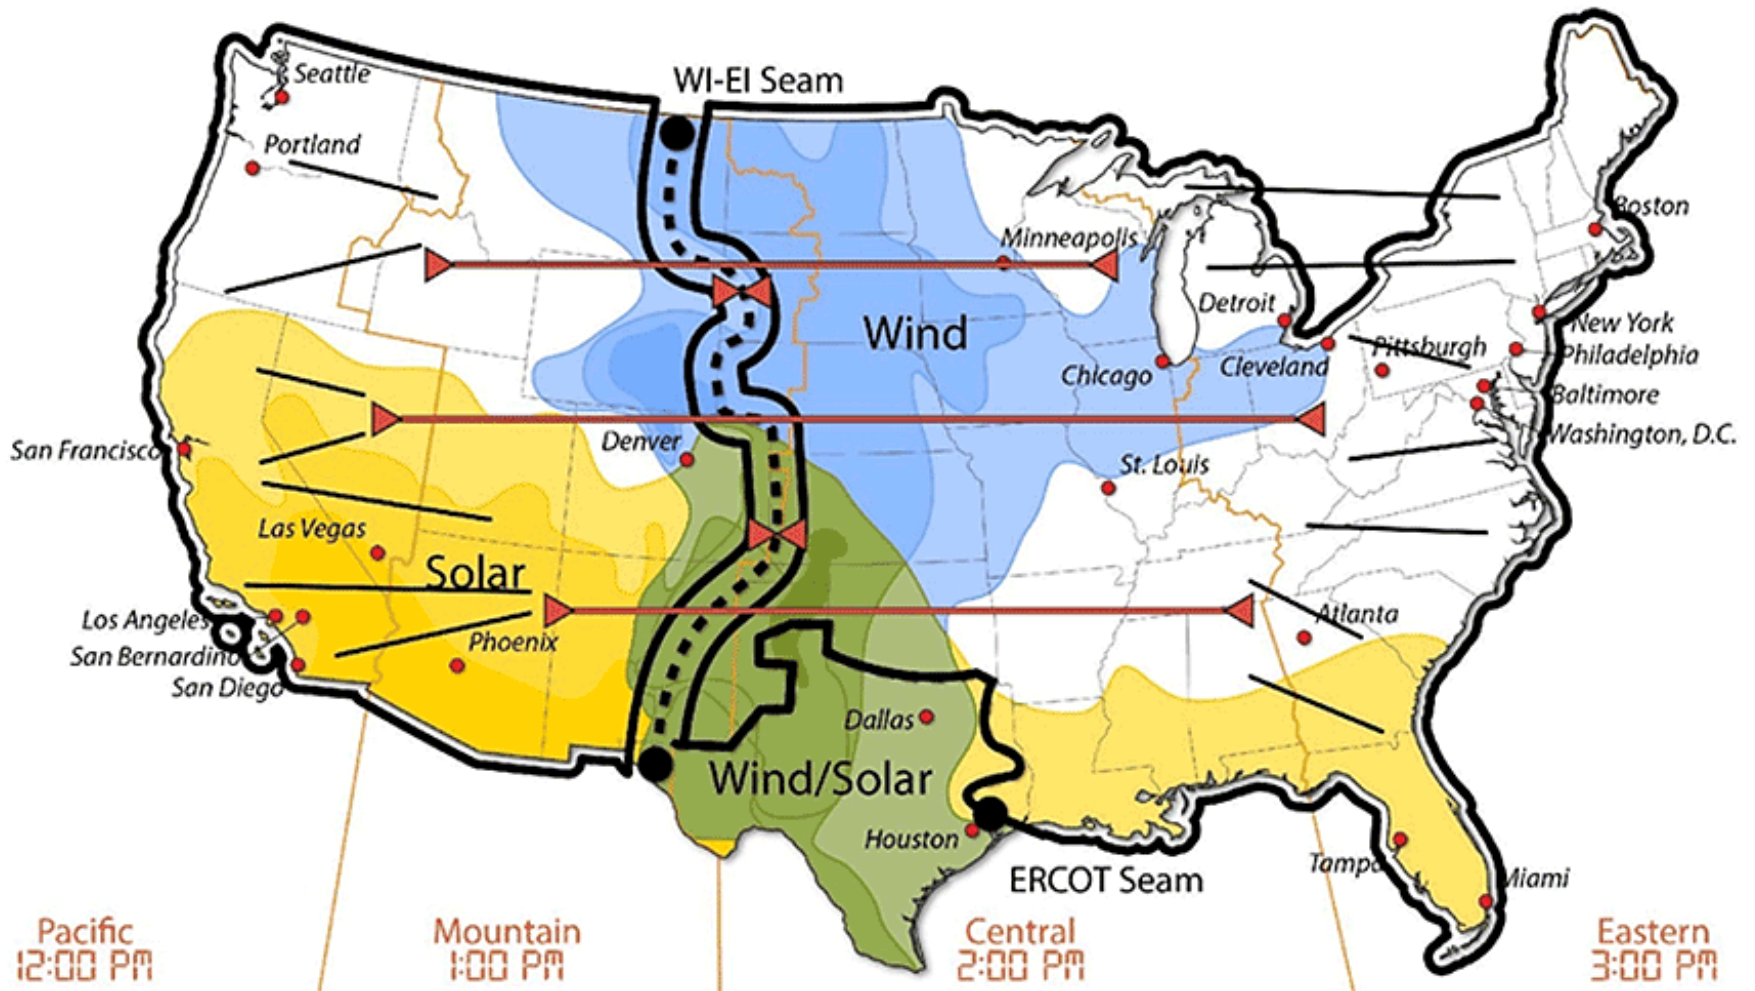 Seattle
WI-EI Seam
Portland
Boston
Minneapolis
Detroit
Wind
New York
Pittsburgh
Philadelphia
Cleveland
Chicago
Baltimore
Denver
Washington, D.C.
San Francisco
St. Louis
Las Vegas
Solar
Los Angeles
Atlanta
Phoenix
San Bernardino
San Diego
Dallas
Wind/Solar
Houston
Tampa
ERCOT Seam
Miami
Pacific
12:00 PM
Mountain
1:00 PM
Central
2:00 PM
Eastern
3:00 PM